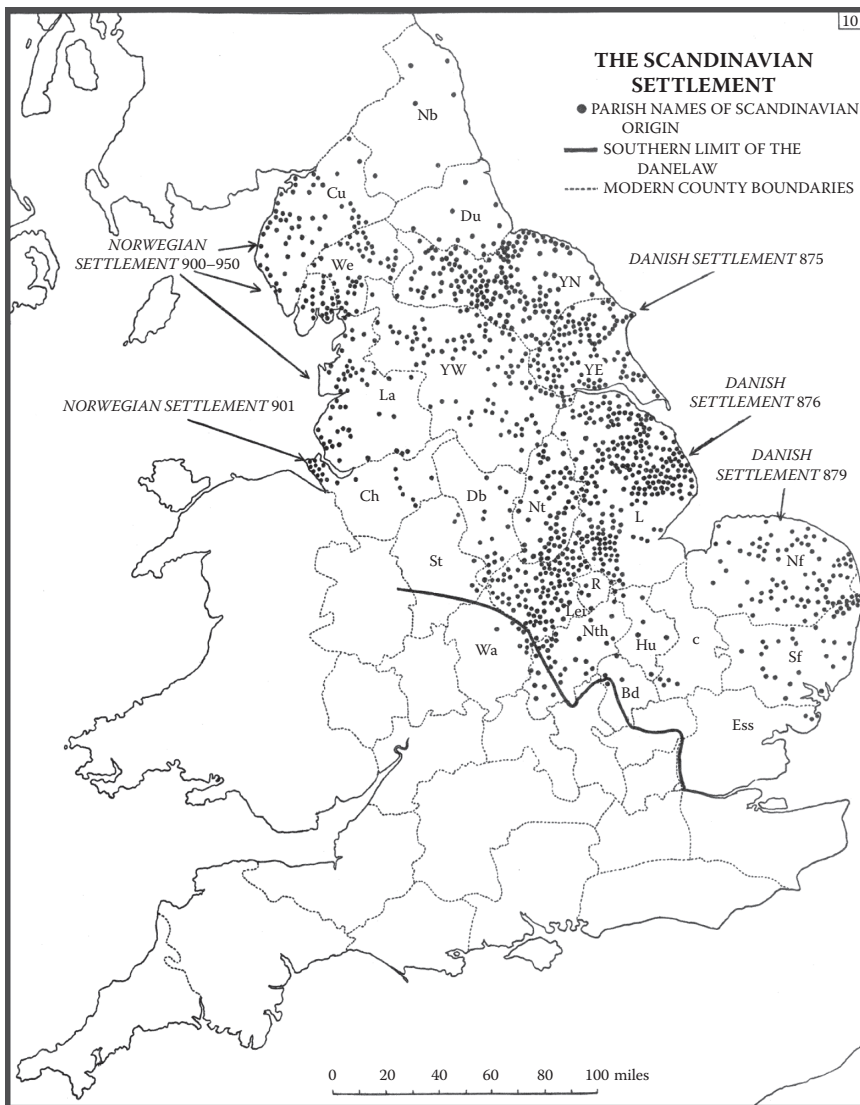 10
THE SCANDINAVIAN
SETTLEMENT
PARISH NAMES OF SCANDINAVIAN
ORIGIN
SOUTHERN LIMIT OF THE
DANELAW
MODERN COUNTY BOUNDARIES
Nb
Cu
Du
NORWEGIAN
SETTLEMENT 900–950
We
YN
DANISH SETTLEMENT 875
YW
YE
La
DANISH
SETTLEMENT 876
NORWEGIAN SETTLEMENT 901
DANISH
SETTLEMENT 879
Ch
Db
Nt
L
St
Nf
R
Lei
Nth
Hu
c
Wa
Sf
Bd
Ess
0 20 40 60 80 100 miles